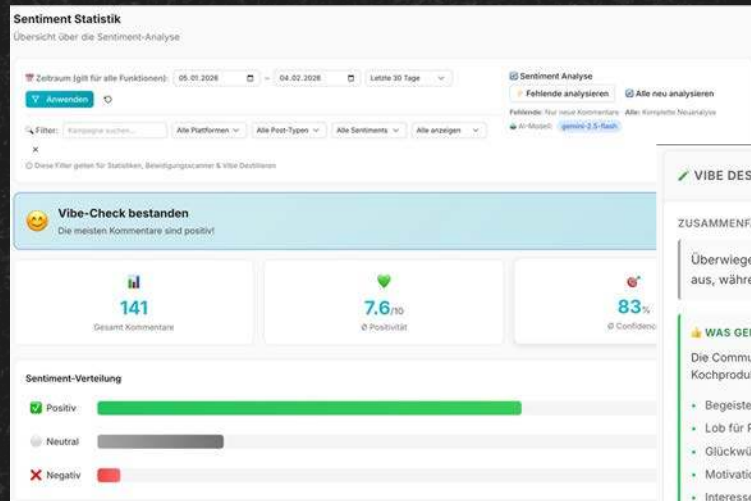 Sentiment Statistik
Übersicht über die Sentiment-Analyse
Zeitraum (gilt für alle Funktionen): 05.01.2026 – 04.02.2026 Letzte 30 Tage
Anwenden
Filter: Kampagne suchen... Alle Plattformen Alle Post-Typen Alle Sentiments Alle anzeigen
Diese Filter gelten für Statistiken, Beleidigungsscanner & Vibe Destillieren
Sentiment Analyse
Fehlende analysieren Alle neu analysieren
Fehlende: Nur neue Kommentare Alle: Komplette Neuanalyse
AI-Modell: gemini-2.5-flash
Vibe-Check bestanden
Die meisten Kommentare sind positiv!
141
Gesamt Kommentare
7.6/10
Ø Positivität
83%
Ø Confidenc
Sentiment-Verteilung
Positiv
Neutral
Negativ
VIBE DES
ZUSAMMENF
Überwiege
aus, währe
WAS GE
Die Commu
Kochprodu
• Begeiste
• Lob für
• Glückwü
• Motivatio
• Interesse